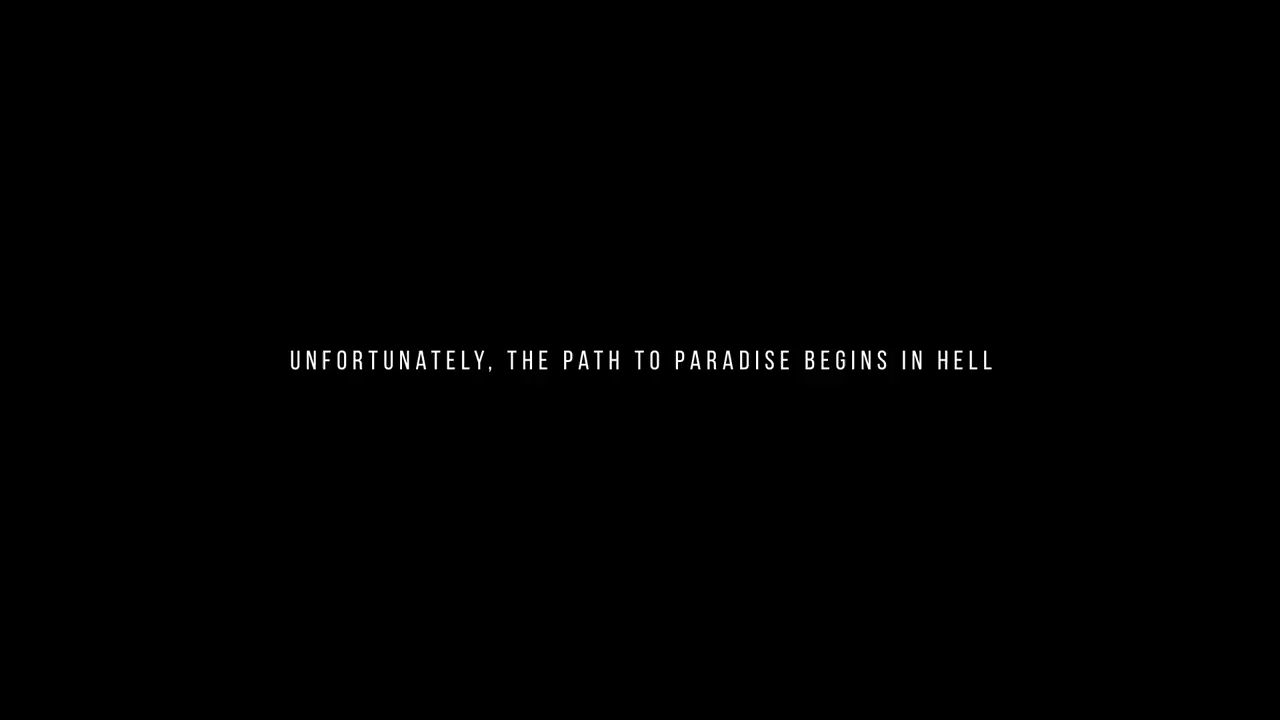 UNFORTUNATELY, THE PATH TO PARADISE BEGINS IN HELL